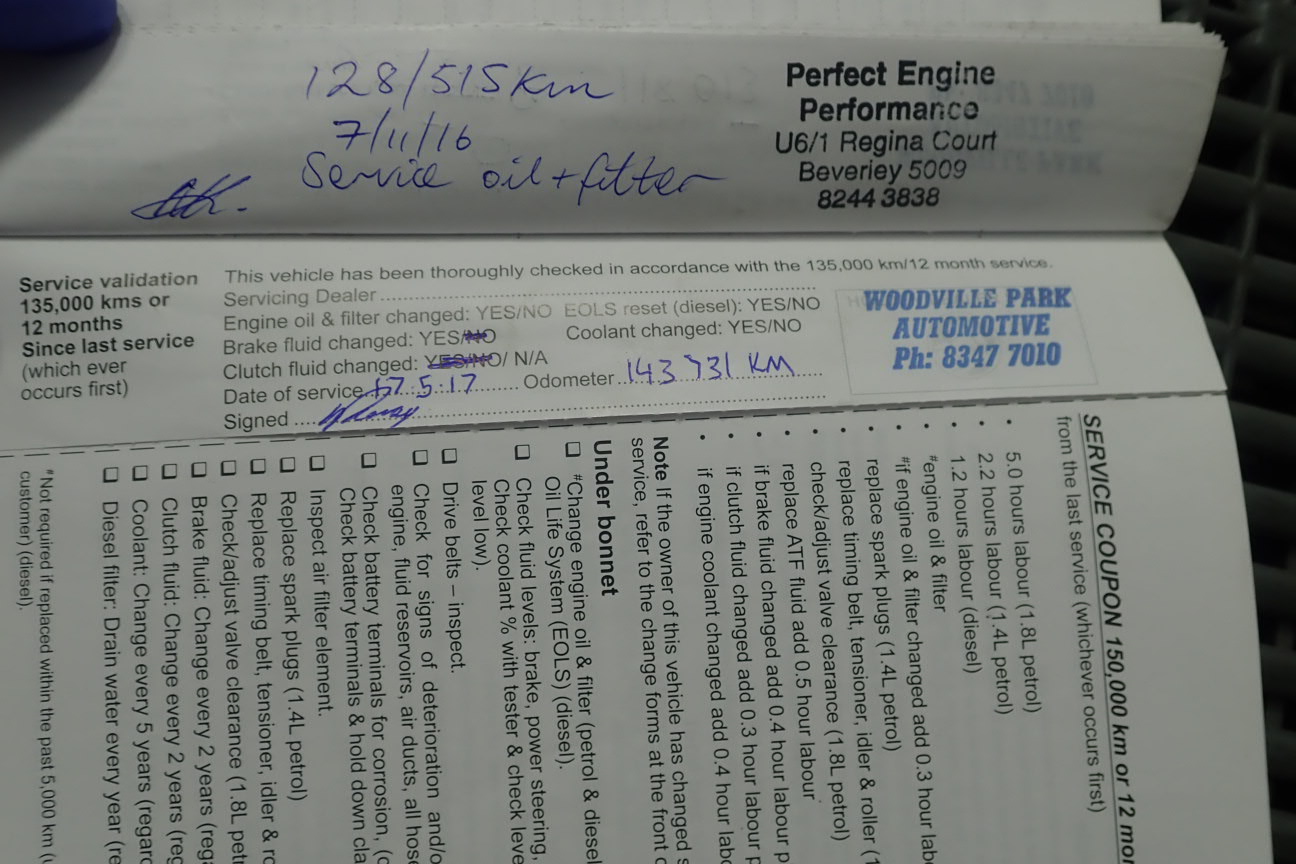 128/515km
7/11/16
Service oil + filter
Perfect Engine
Performance
U6/1 Regina Court
Beverley 5009
8244 3838
Service validation
135,000 kms or
12 months
Since last service
(which ever
occurs first)
This vehicle has been thoroughly checked in accordance with the 135,000 km/12 month service.
Servicing Dealer
Engine oil & filter changed: YES/NO EOLS reset (diesel): YES/NO
Brake fluid changed: YES/NO Coolant changed: YES/NO
Clutch fluid changed: YES/NO/ N/A
Date of service 17.5.17 Odometer 143 731 KM
Signed
WOODVILLE PARK
AUTOMOTIVE
Ph: 8347 7010
SERVICE COUPON 150,000 km or 12 mo
from the last service (whichever occurs first)
• 5.0 hours labour (1.8L petrol)
• 2.2 hours labour (1.4L petrol)
• 1.2 hours labour (diesel)
• #engine oil & filter
• #if engine oil & filter changed add 0.3 hour lab
• replace spark plugs (1.4L petrol)
• replace timing belt, tensioner, idler & roller (1
• check/adjust valve clearance (1.8L petrol)
• replace ATF fluid add 0.5 hour labour
• if brake fluid changed add 0.4 hour labour p
• if clutch fluid changed add 0.3 hour labour p
• if engine coolant changed add 0.4 hour labo
Note If the owner of this vehicle has changed s
service, refer to the change forms at the front o
Under bonnet
❑ #Change engine oil & filter (petrol & diesel
Oil Life System (EOLS) (diesel).
❑ Check fluid levels: brake, power steering,
Check coolant % with tester & check leve
level low).
❑ Drive belts – inspect.
❑ Check for signs of deterioration and/o
engine, fluid reservoirs, air ducts, all hose
❑ Check battery terminals for corrosion, (c
Check battery terminals & hold down cla
❑ Inspect air filter element.
❑ Replace spark plugs (1.4L petrol)
❑ Replace timing belt, tensioner, idler & ro
❑ Check/adjust valve clearance (1.8L petr
❑ Brake fluid: Change every 2 years (rega
❑ Clutch fluid: Change every 2 years (reg
❑ Coolant: Change every 5 years (regard
❑ Diesel filter: Drain water every year (re
#Not required if replaced within the past 5,000 km (
customer) (diesel).